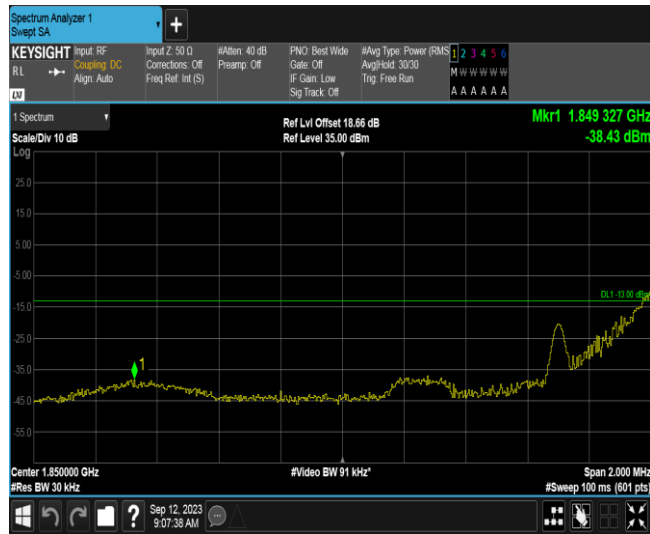 Spectrum Analyzer 1
Swept SA
KEYSIGHT
RL
LXI
Input: RF
Coupling: DC
Align: Auto
Input Z: 50 Ω
Corrections: Off
Freq Ref: Int (S)
#Atten: 40 dB
Preamp: Off
PNO: Best Wide
Gate: Off
IF Gain: Low
Sig Track: Off
#Avg Type: Power (RMS
Avg|Hold: 30/30
Trig: Free Run
1 2 3 4 5 6
M W W W W W
A A A A A A
1 Spectrum
Scale/Div 10 dB
Log
Ref Lvl Offset 18.66 dB
Ref Level 35.00 dBm
Mkr1 1.849 327 GHz
-38.43 dBm
25.0
15.0
5.00
-5.00
-15.0
-25.0
-35.0
-45.0
-55.0
DL1 -13.00 dBm
1
Center 1.850000 GHz
#Res BW 30 kHz
#Video BW 91 kHz*
Span 2.000 MHz
#Sweep 100 ms (601 pts)
?
Sep 12, 2023
9:07:38 AM